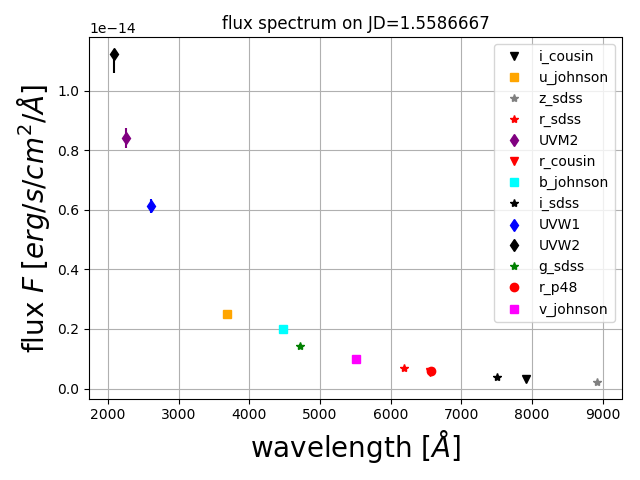 flux spectrum on JD=1.5586667
1e−14
1.0
0.8
0.6
0.4
0.2
0.0
flux F [erg/s/cm²/Å]
i_cousin
u_johnson
z_sdss
r_sdss
UVM2
r_cousin
b_johnson
i_sdss
UVW1
UVW2
g_sdss
r_p48
v_johnson
2000 3000 4000 5000 6000 7000 8000 9000
wavelength [Å]